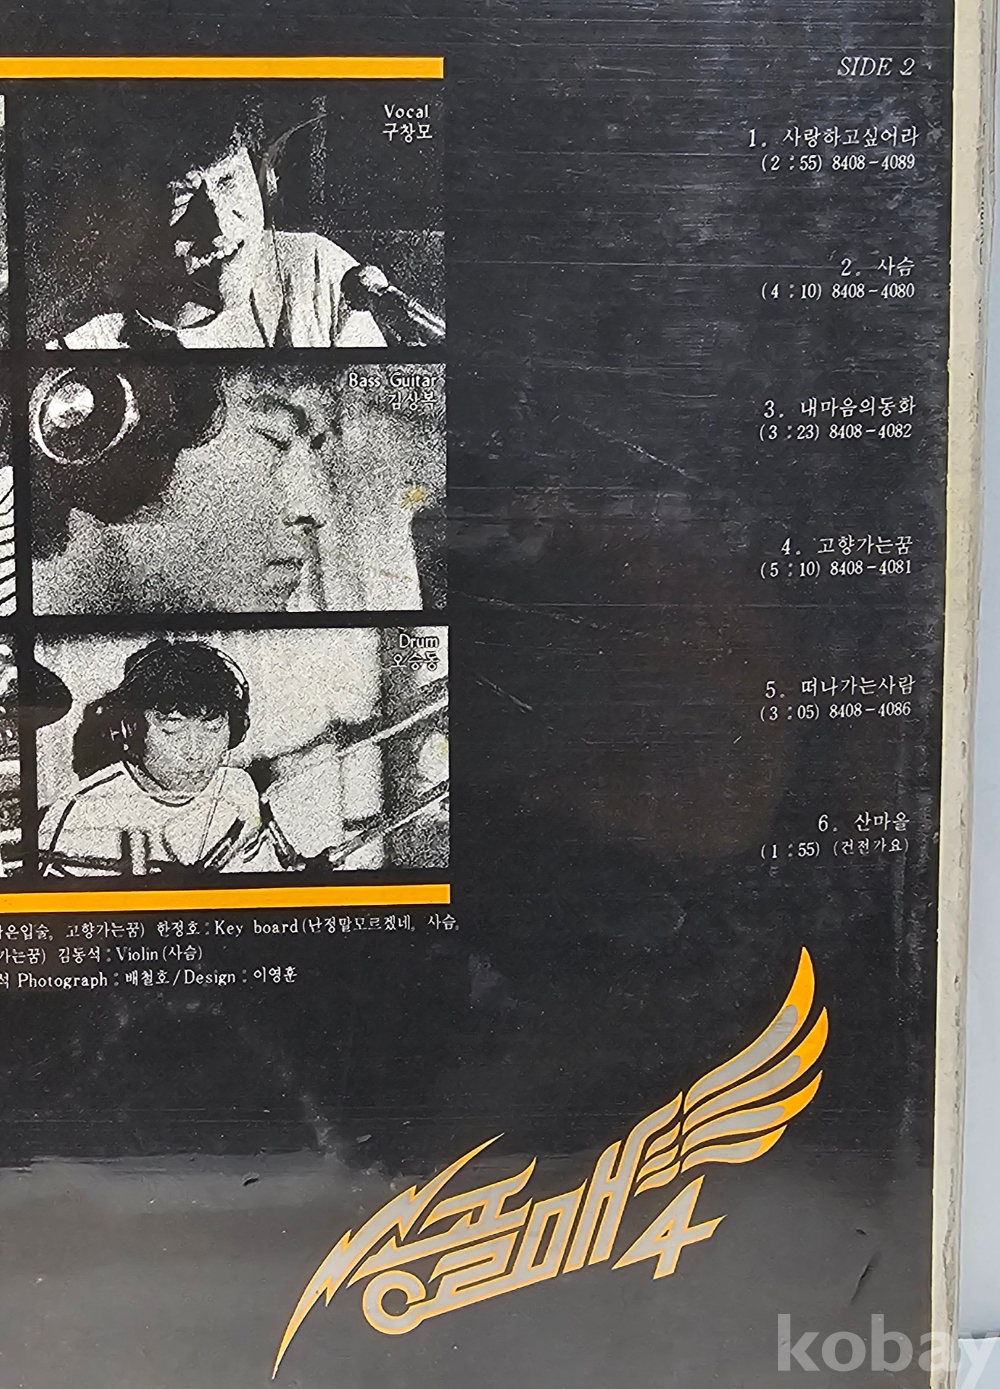 SIDE 2
Vocal
구창모
1. 사랑하고싶어라
(2 : 55) 8408-4089
2. 사슴
(4 : 10) 8408-4080
Bass Guitar
김상복
3. 내마음의동화
(3 : 23) 8408-4082
4. 고향가는꿈
(5 : 10) 8408-4081
Drum
오승동
5. 떠나가는사람
(3 : 05) 8408-4086
6. 산마을
(1 : 55) (건전가요)
은입술, 고향가는꿈) 한정호 : Key board (난정말모르겠네, 사슴,
가는꿈) 김동석 : Violin (사슴)
석 Photograph : 배철호 / Design : 이영훈
송골매 4
kobay